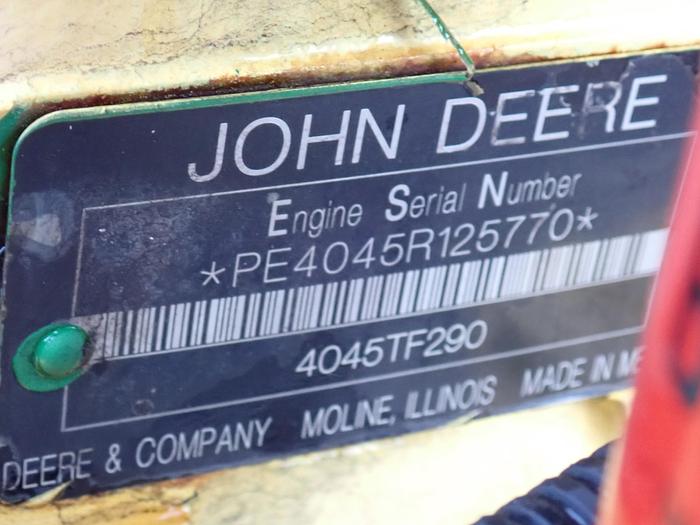 JOHN DEERE
Engine Serial Number
*PE4045R125770*
4045TF290
DEERE & COMPANY MOLINE, ILLINOIS MADE IN